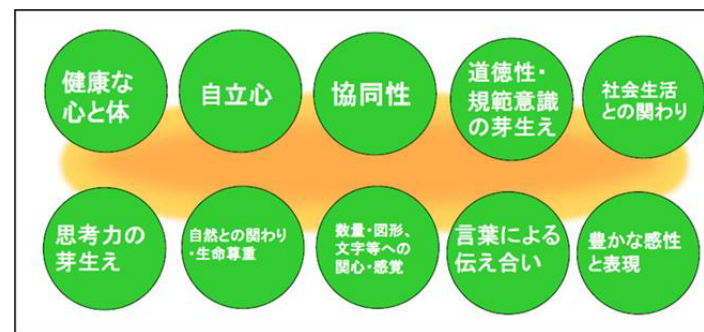 健康な
心と体
自立心
協同性
道徳性・
規範意識
の芽生え
社会生活
との関わり
思考力の
芽生え
自然との関わり
・生命尊重
数量・図形、
文字等への
関心・感覚
言葉による
伝え合い
豊かな感性
と表現